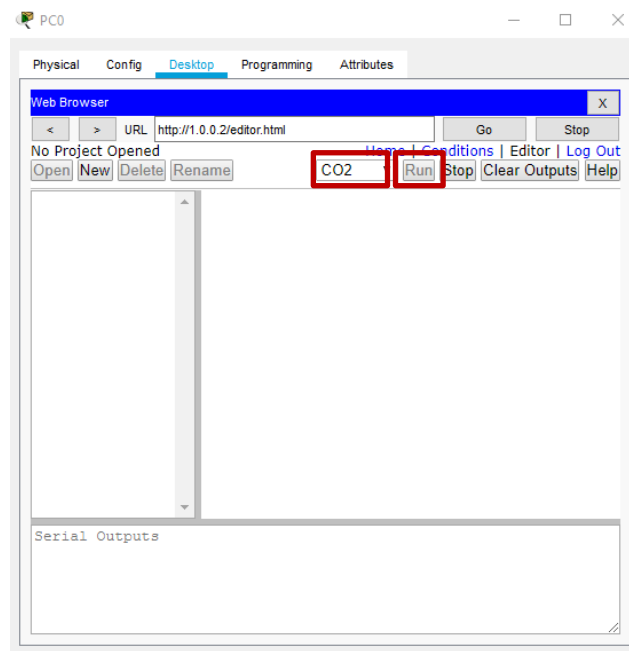 PC0
Physical Config Desktop Programming Attributes
Web Browser X
< > URL http://1.0.0.2/editor.html Go Stop
No Project Opened Home | Conditions | Editor | Log Out
Open New Delete Rename CO2 Run Stop Clear Outputs Help
Serial Outputs